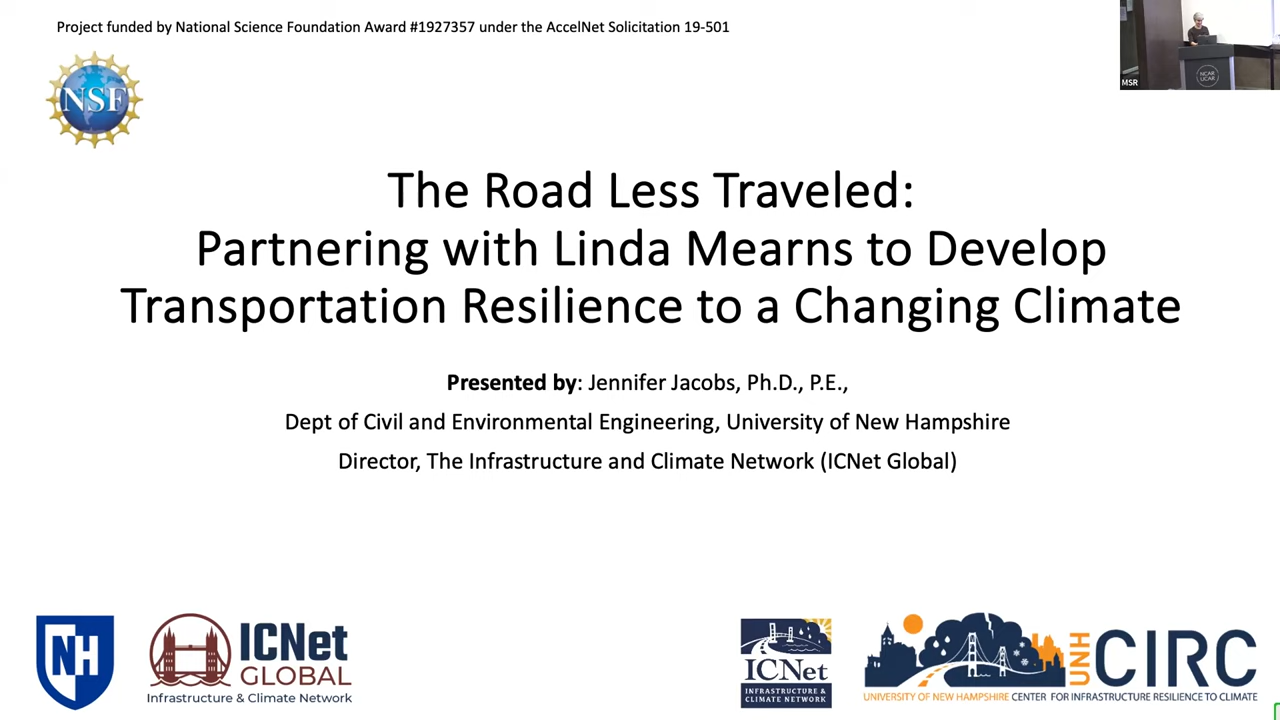 Project funded by National Science Foundation Award #1927357 under the AccelNet Solicitation 19-501
NSF
MSR
NCAR
UCAR
The Road Less Traveled:
Partnering with Linda Mearns to Develop
Transportation Resilience to a Changing Climate
Presented by: Jennifer Jacobs, Ph.D., P.E.,
Dept of Civil and Environmental Engineering, University of New Hampshire
Director, The Infrastructure and Climate Network (ICNet Global)
NH
ICNet
GLOBAL
Infrastructure & Climate Network
ICNet
INFRASTRUCTURE &
CLIMATE NETWORK
UNH
CIRC
UNIVERSITY OF NEW HAMPSHIRE CENTER FOR INFRASTRUCTURE RESILIENCE TO CLIMATE